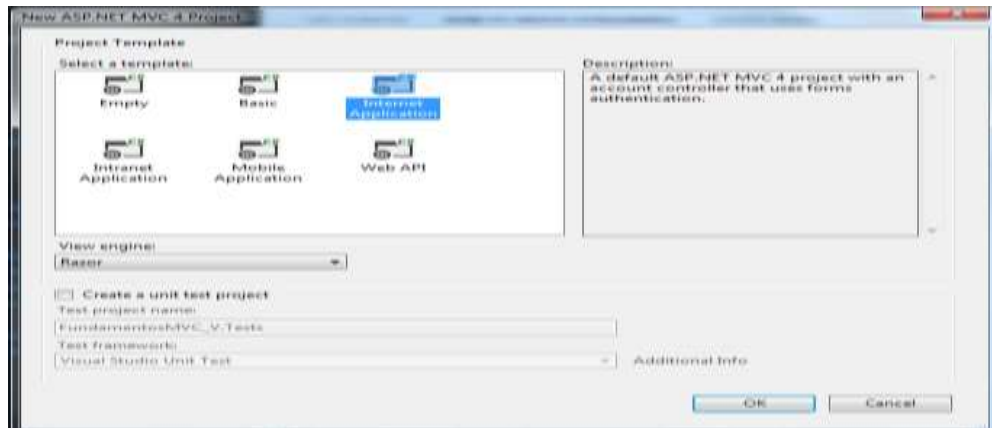 New ASP.NET MVC 4 Project
Project Template
Select a template:
Empty
Basic
Internet Application
Intranet Application
Mobile Application
Web API
Description:
A default ASP.NET MVC 4 project with an
account controller that uses forms
authentication.
View engine:
Razor
Create a unit test project
Test project name:
FundamentosMVC_V.Tests
Test framework:
Visual Studio Unit Test
Additional Info
OK
Cancel